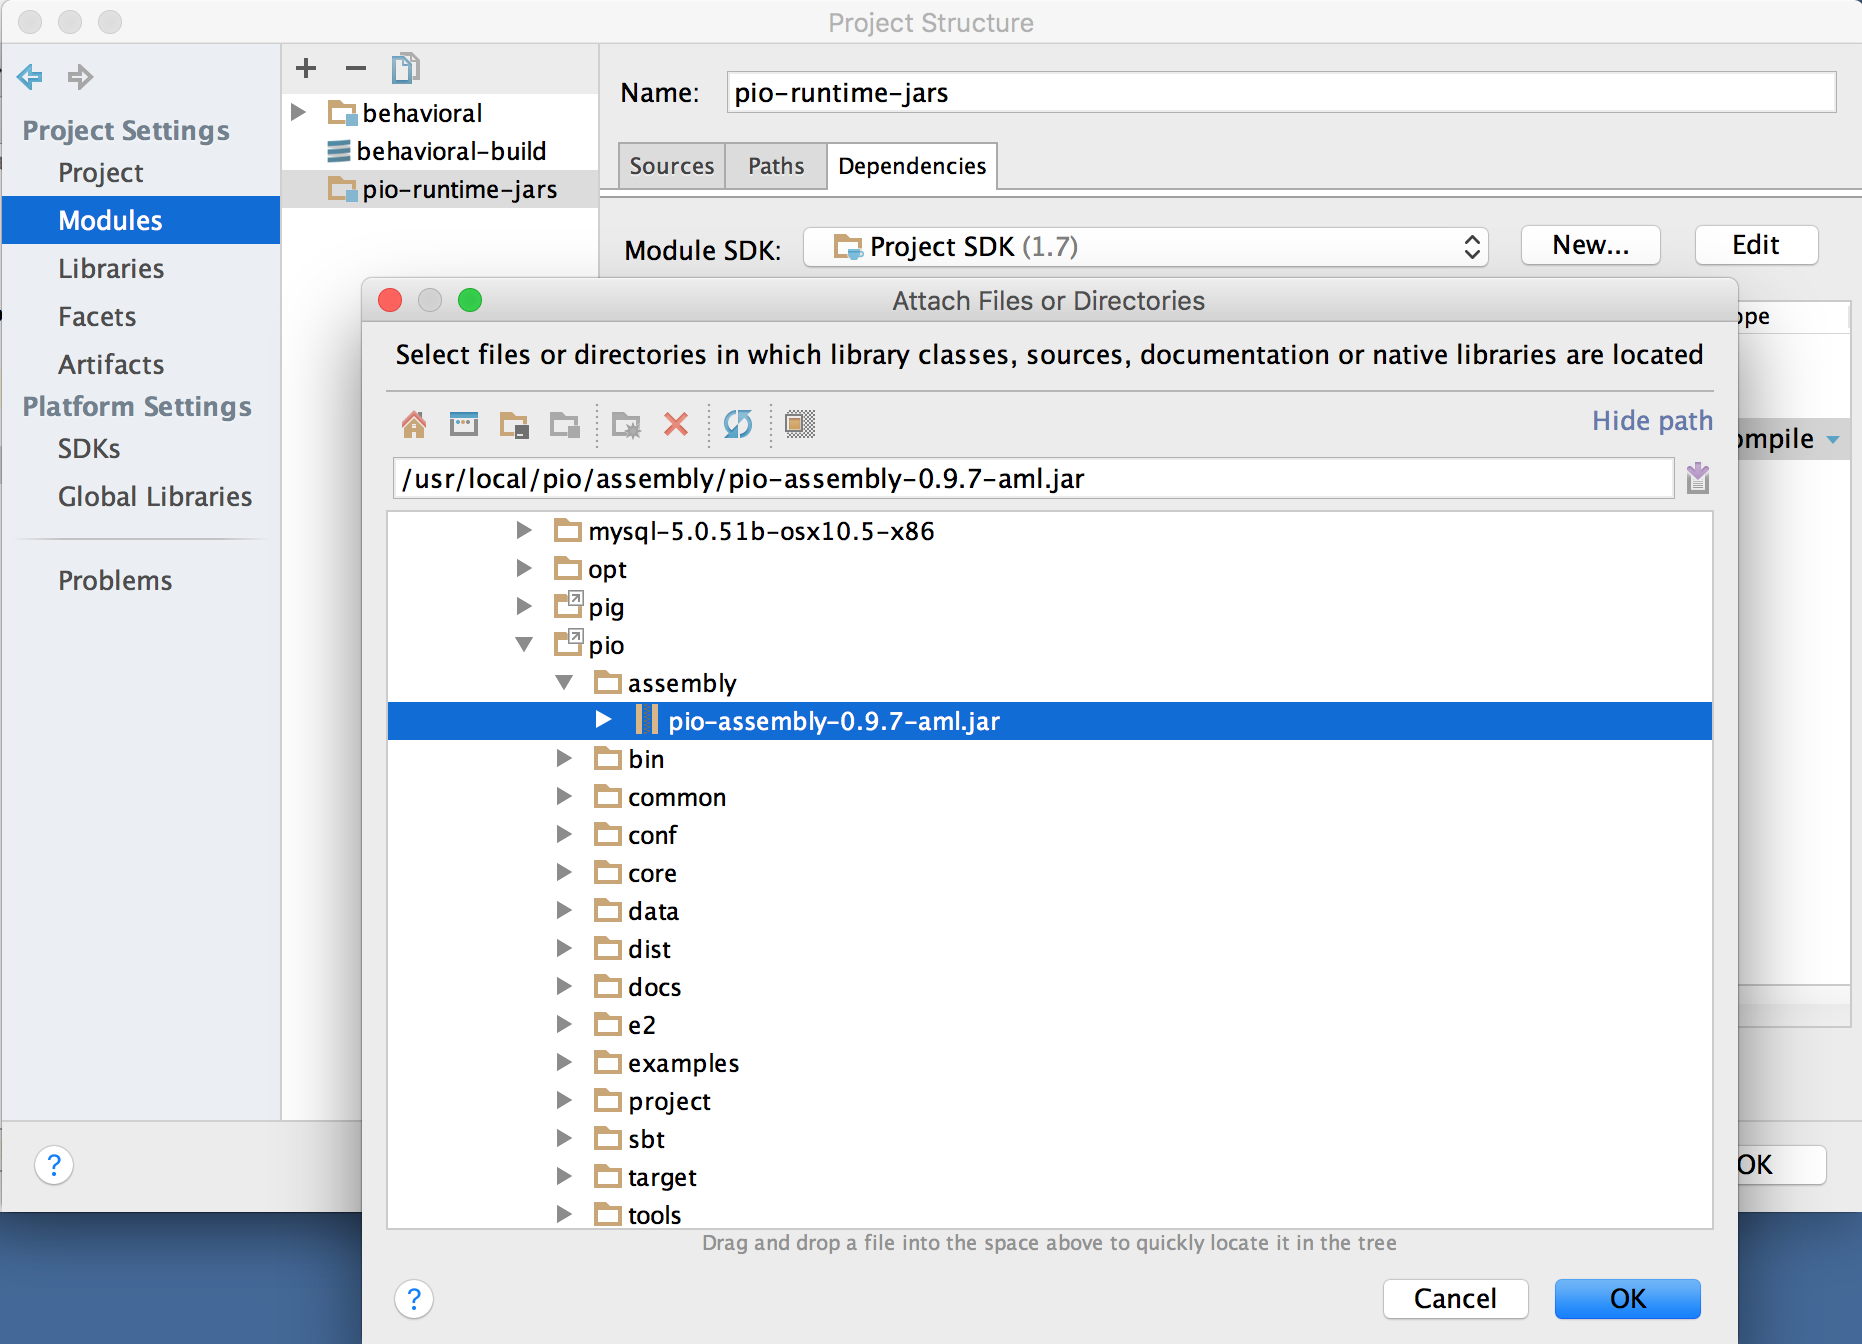 Project Structure
Project Settings
Project
Modules
Libraries
Facets
Artifacts
Platform Settings
SDKs
Global Libraries
Problems
behavioral
behavioral-build
pio-runtime-jars
Name: pio-runtime-jars
Sources Paths Dependencies
Module SDK: Project SDK (1.7) New... Edit
Attach Files or Directories
Select files or directories in which library classes, sources, documentation or native libraries are located
Hide path
/usr/local/pio/assembly/pio-assembly-0.9.7-aml.jar
mysql-5.0.51b-osx10.5-x86
opt
pig
pio
assembly
pio-assembly-0.9.7-aml.jar
bin
common
conf
core
data
dist
docs
e2
examples
project
sbt
target
tools
Drag and drop a file into the space above to quickly locate it in the tree
? Cancel OK
ope
ompile
? OK